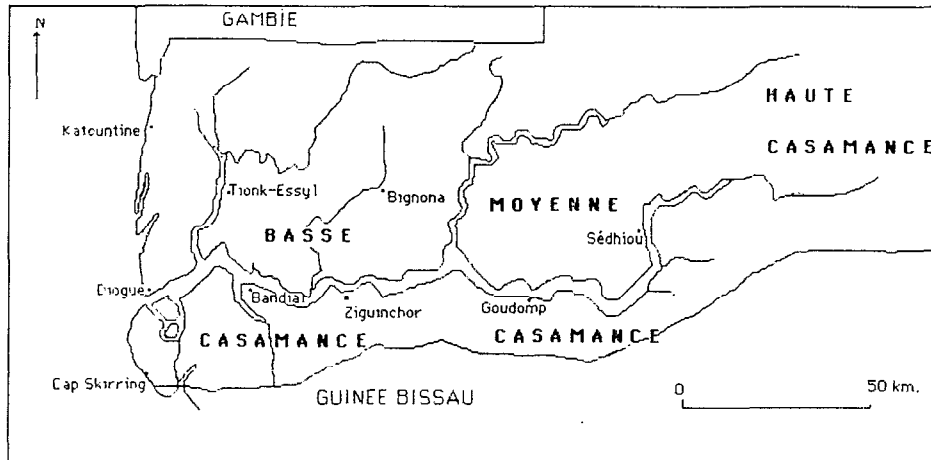 GAMBIE
N
HAUTE
Katountine
CASAMANCE
Tionk-Essyl
Bignona
MOYENNE
BASSE
Sédhiou
Diogue
Bandial
Ziguinchor
Goudomp
CASAMANCE
CASAMANCE
Cap Skirring
GUINEE BISSAU
0 50 km.